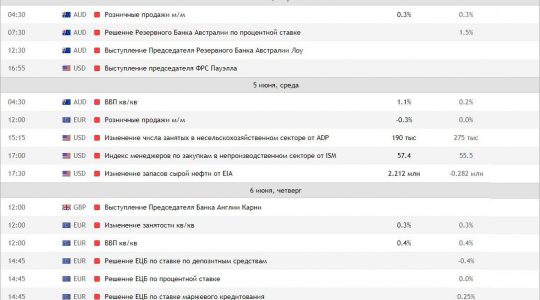 04:30 AUD Розничные продажи м/м 0.3% 0.3%
07:30 AUD Решение Резервного Банка Австралии по процентной ставке 1.5%
12:30 AUD Выступление Председателя Резервного Банка Австралии Лоу
16:55 USD Выступление председателя ФРС Пауэлла
5 июня, среда
04:30 AUD ВВП кв/кв 1.1% 0.2%
12:00 EUR Розничные продажи м/м -0.3% 0.0%
15:15 USD Изменение числа занятых в несельскохозяйственном секторе от ADP 190 тыс 275 тыс
17:00 USD Индекс менеджеров по закупкам в непроизводственном секторе от ISM 57.4 55.5
17:30 USD Изменение запасов сырой нефти от EIA 2.212 млн -0.282 млн
6 июня, четверг
12:00 GBP Выступление Председателя Банка Англии Карни
12:00 EUR Изменение занятости кв/кв 0.3% 0.3%
12:00 EUR ВВП кв/кв 0.4% 0.4%
14:45 EUR Решение ЕЦБ по ставке по депозитным средствам -0.4%
14:45 EUR Решение ЕЦБ по процентной ставке 0.0%
14:45 EUR Решение ЕЦБ по ставке маржевого кредитования 0.25%